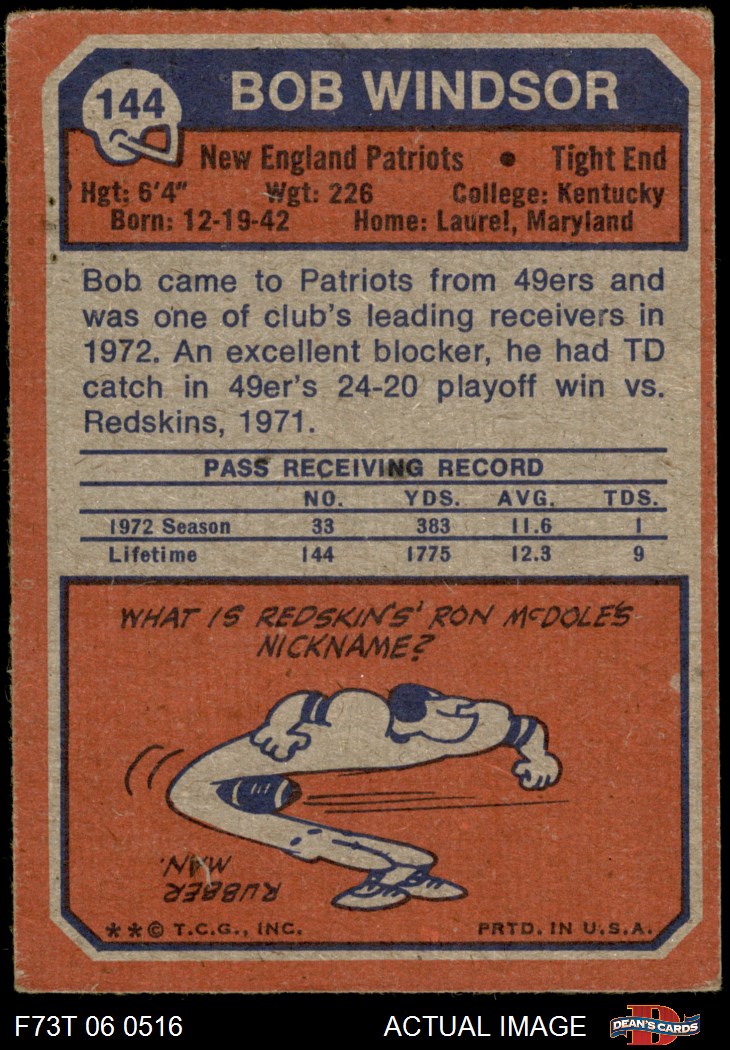 144
BOB WINDSOR
New England Patriots • Tight End
Hgt: 6'4" Wgt: 226 College: Kentucky
Born: 12-19-42 Home: Laurel, Maryland
Bob came to Patriots from 49ers and
was one of club's leading receivers in
1972. An excellent blocker, he had TD
catch in 49er's 24-20 playoff win vs.
Redskins, 1971.
PASS RECEIVING RECORD
NO. YDS. AVG. TDS.
1972 Season 33 383 11.6 1
Lifetime 144 1775 12.3 9
WHAT IS REDSKIN'S' RON McDOLE'S
NICKNAME?
RUBBER
MAN.
**© T.C.G., INC. PRTD. IN U.S.A.
F73T 06 0516 ACTUAL IMAGE D DEAN'S CARDS